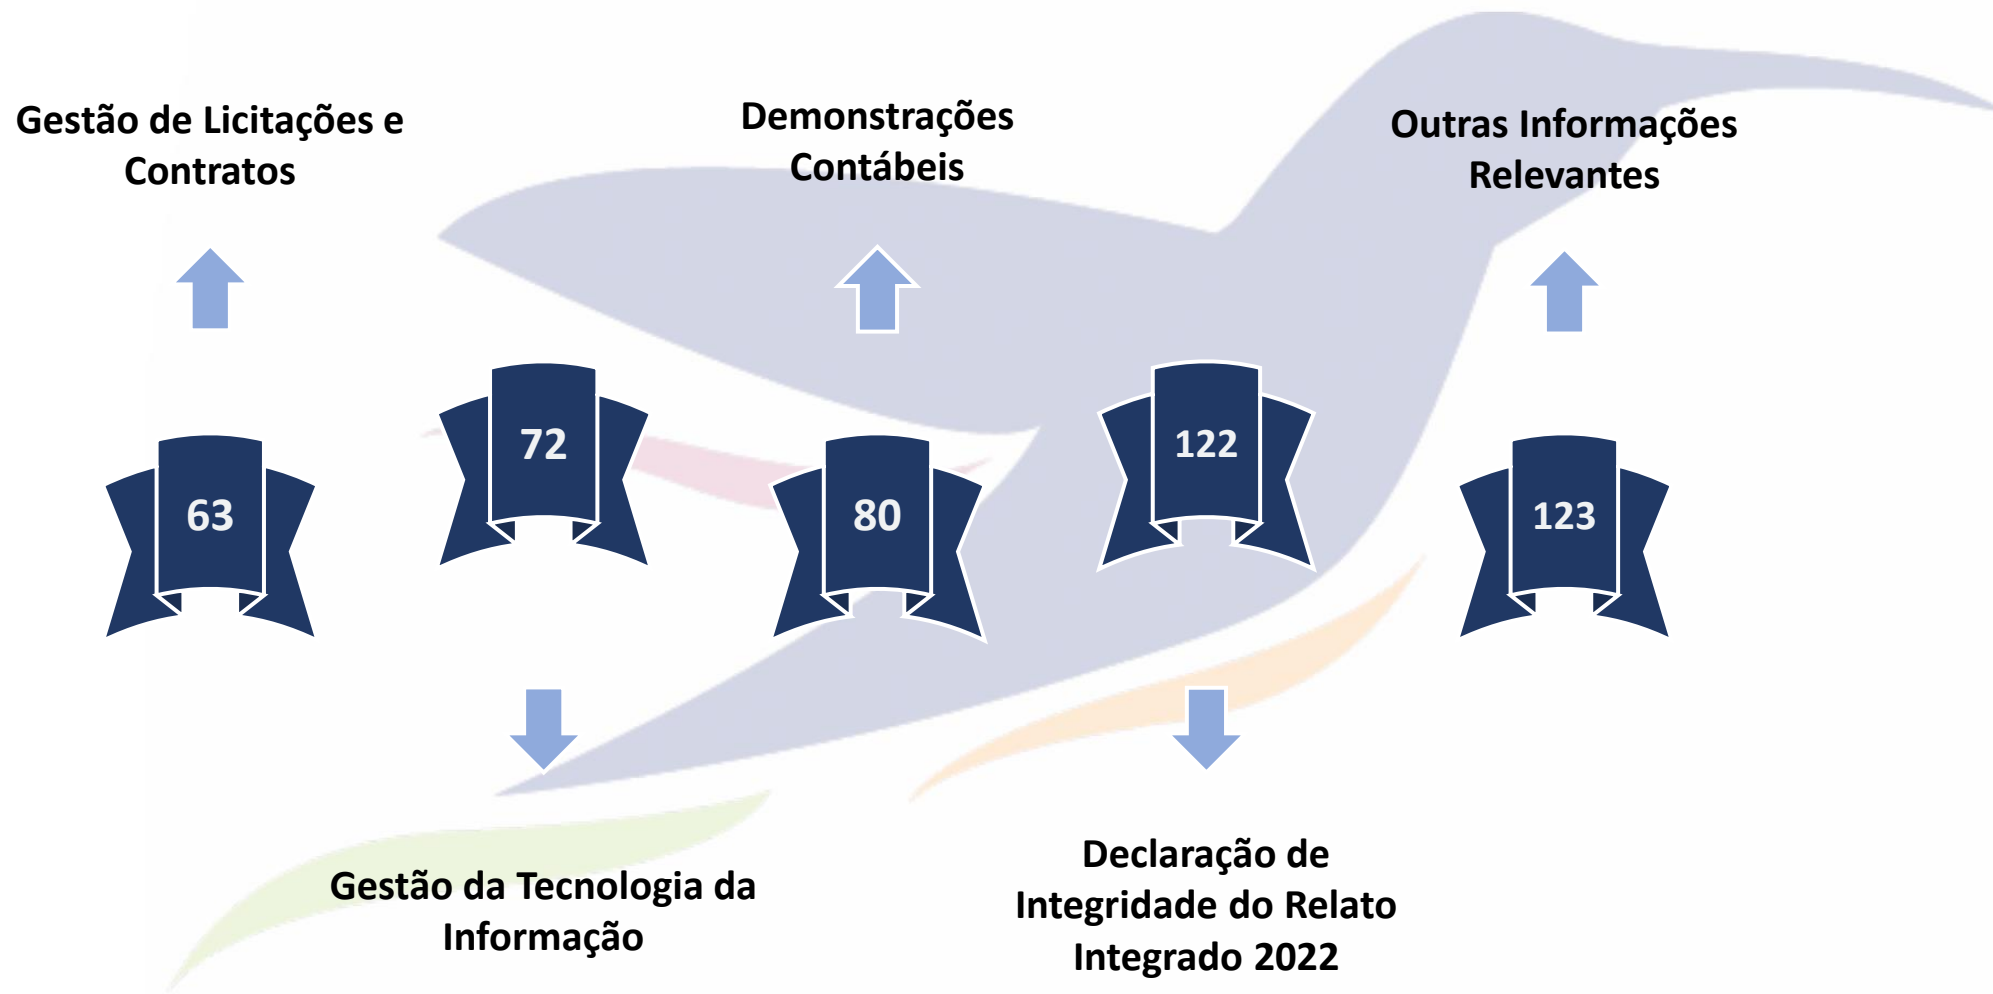 Gestão de Licitações e
Contratos
Demonstrações
Contábeis
Outras Informações
Relevantes
63
72
80
122
123
Gestão da Tecnologia da
Informação
Declaração de
Integridade do Relato
Integrado 2022